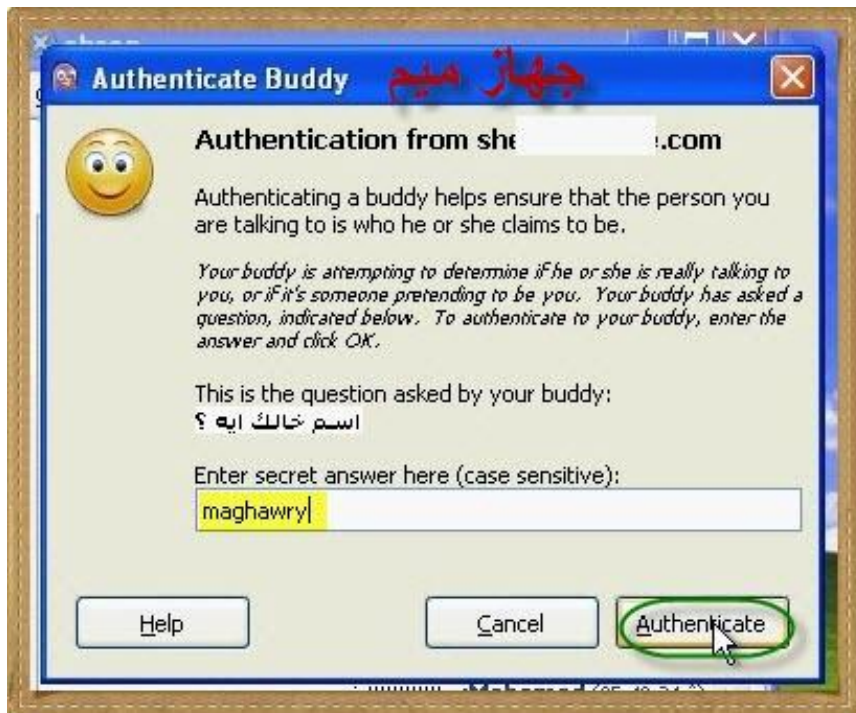 Authenticate Buddy
جهاز ميم
Authentication from she .com
Authenticating a buddy helps ensure that the person you
are talking to is who he or she claims to be.
Your buddy is attempting to determine if he or she is really talking to
you, or if it's someone pretending to be you. Your buddy has asked a
question, indicated below. To authenticate to your buddy, enter the
answer and click OK.
This is the question asked by your buddy:
اسم خالك ايه ؟
Enter secret answer here (case sensitive):
maghawry
Help
Cancel
Authenticate